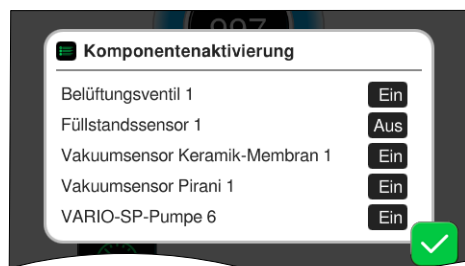 Komponentenaktivierung
Belüftungsventil 1 Ein
Füllstandssensor 1 Aus
Vakuumsensor Keramik-Membran 1 Ein
Vakuumsensor Pirani 1 Ein
VARIO-SP-Pumpe 6 Ein